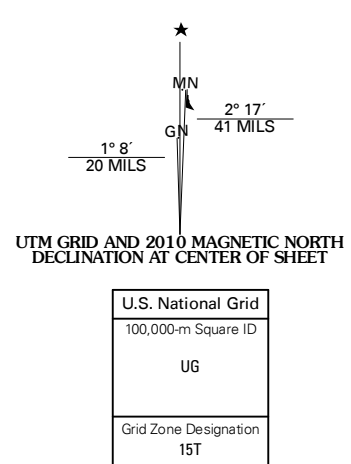 ★
MN
2° 17´
41 MILS
GN
1° 8´
20 MILS
UTM GRID AND 2010 MAGNETIC NORTH
DECLINATION AT CENTER OF SHEET
U.S. National Grid
100,000-m Square ID
UG
Grid Zone Designation
15T